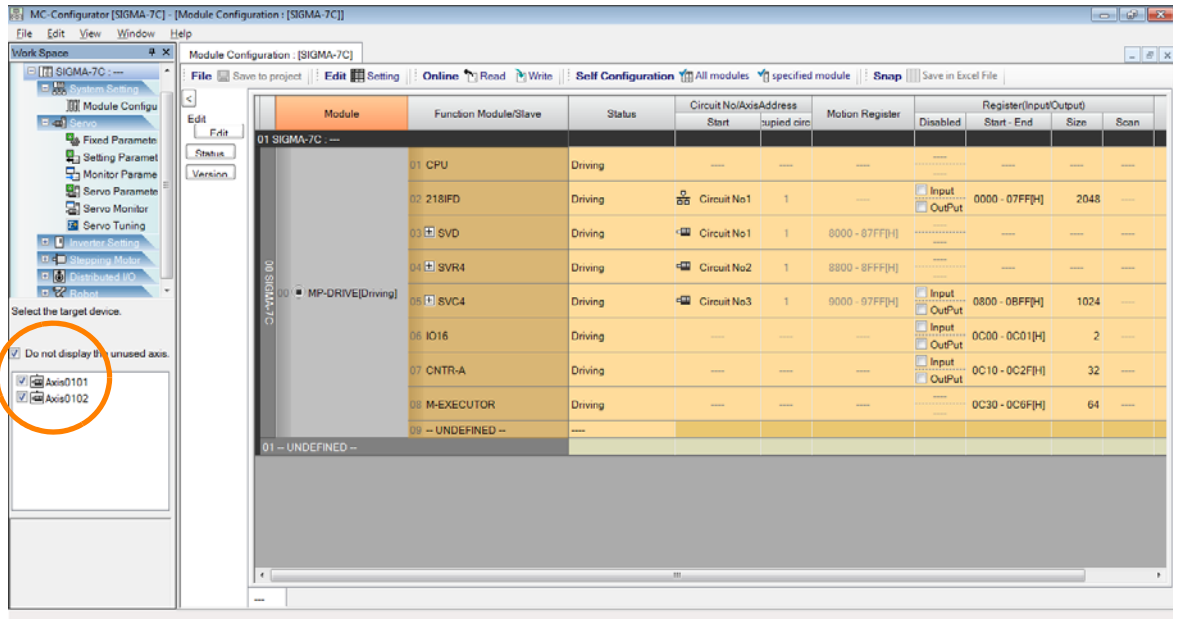 MC-Configurator [SIGMA-7C] - [Module Configuration : [SIGMA-7C]]
File Edit View Window Help
Work Space
SIGMA-7C : ---
System Setting
Module Configu
Servo
Fixed Paramete
Setting Paramet
Monitor Parame
Servo Paramete
Servo Monitor
Servo Tuning
Inverter Setting
Stepping Motor
Distributed I/O
Robot
Select the target device.
Do not display the unused axis.
Axis0101
Axis0102
Module Configuration : [SIGMA-7C]
File Save to project Edit Setting Online Read Write Self Configuration All modules specified module Snap Save in Excel File
<
Edit
Edit
Status
Version
Module Function Module/Slave Status Circuit No/AxisAddress Motion Register Register(Input/Output)
Start cupied circ Disabled Start - End Size Scan
01 SIGMA-7C : ---
00 SIGMA-7C
00 MP-DRIVE[Driving]
01 CPU Driving ---- ---- ---- ---- ---- ---- ---- ----
02 218IFD Driving Circuit No1 1 ---- Input OutPut 0000 - 07FF[H] 2048 ----
03 SVD Driving Circuit No1 1 8000 - 87FF[H] ---- ---- ---- ----
04 SVR4 Driving Circuit No2 1 8800 - 8FFF[H] ---- ---- ---- ---- ----
05 SVC4 Driving Circuit No3 1 9000 - 97FF[H] Input OutPut 0800 - 0BFF[H] 1024 ----
06 IO16 Driving ---- ---- ---- Input OutPut 0C00 - 0C01[H] 2 ----
07 CNTR-A Driving ---- ---- ---- Input OutPut 0C10 - 0C2F[H] 32 ----
08 M-EXECUTOR Driving ---- ---- ---- ---- ---- 0C30 - 0C6F[H] 64 ----
09 -- UNDEFINED -- ----
01 -- UNDEFINED --
---